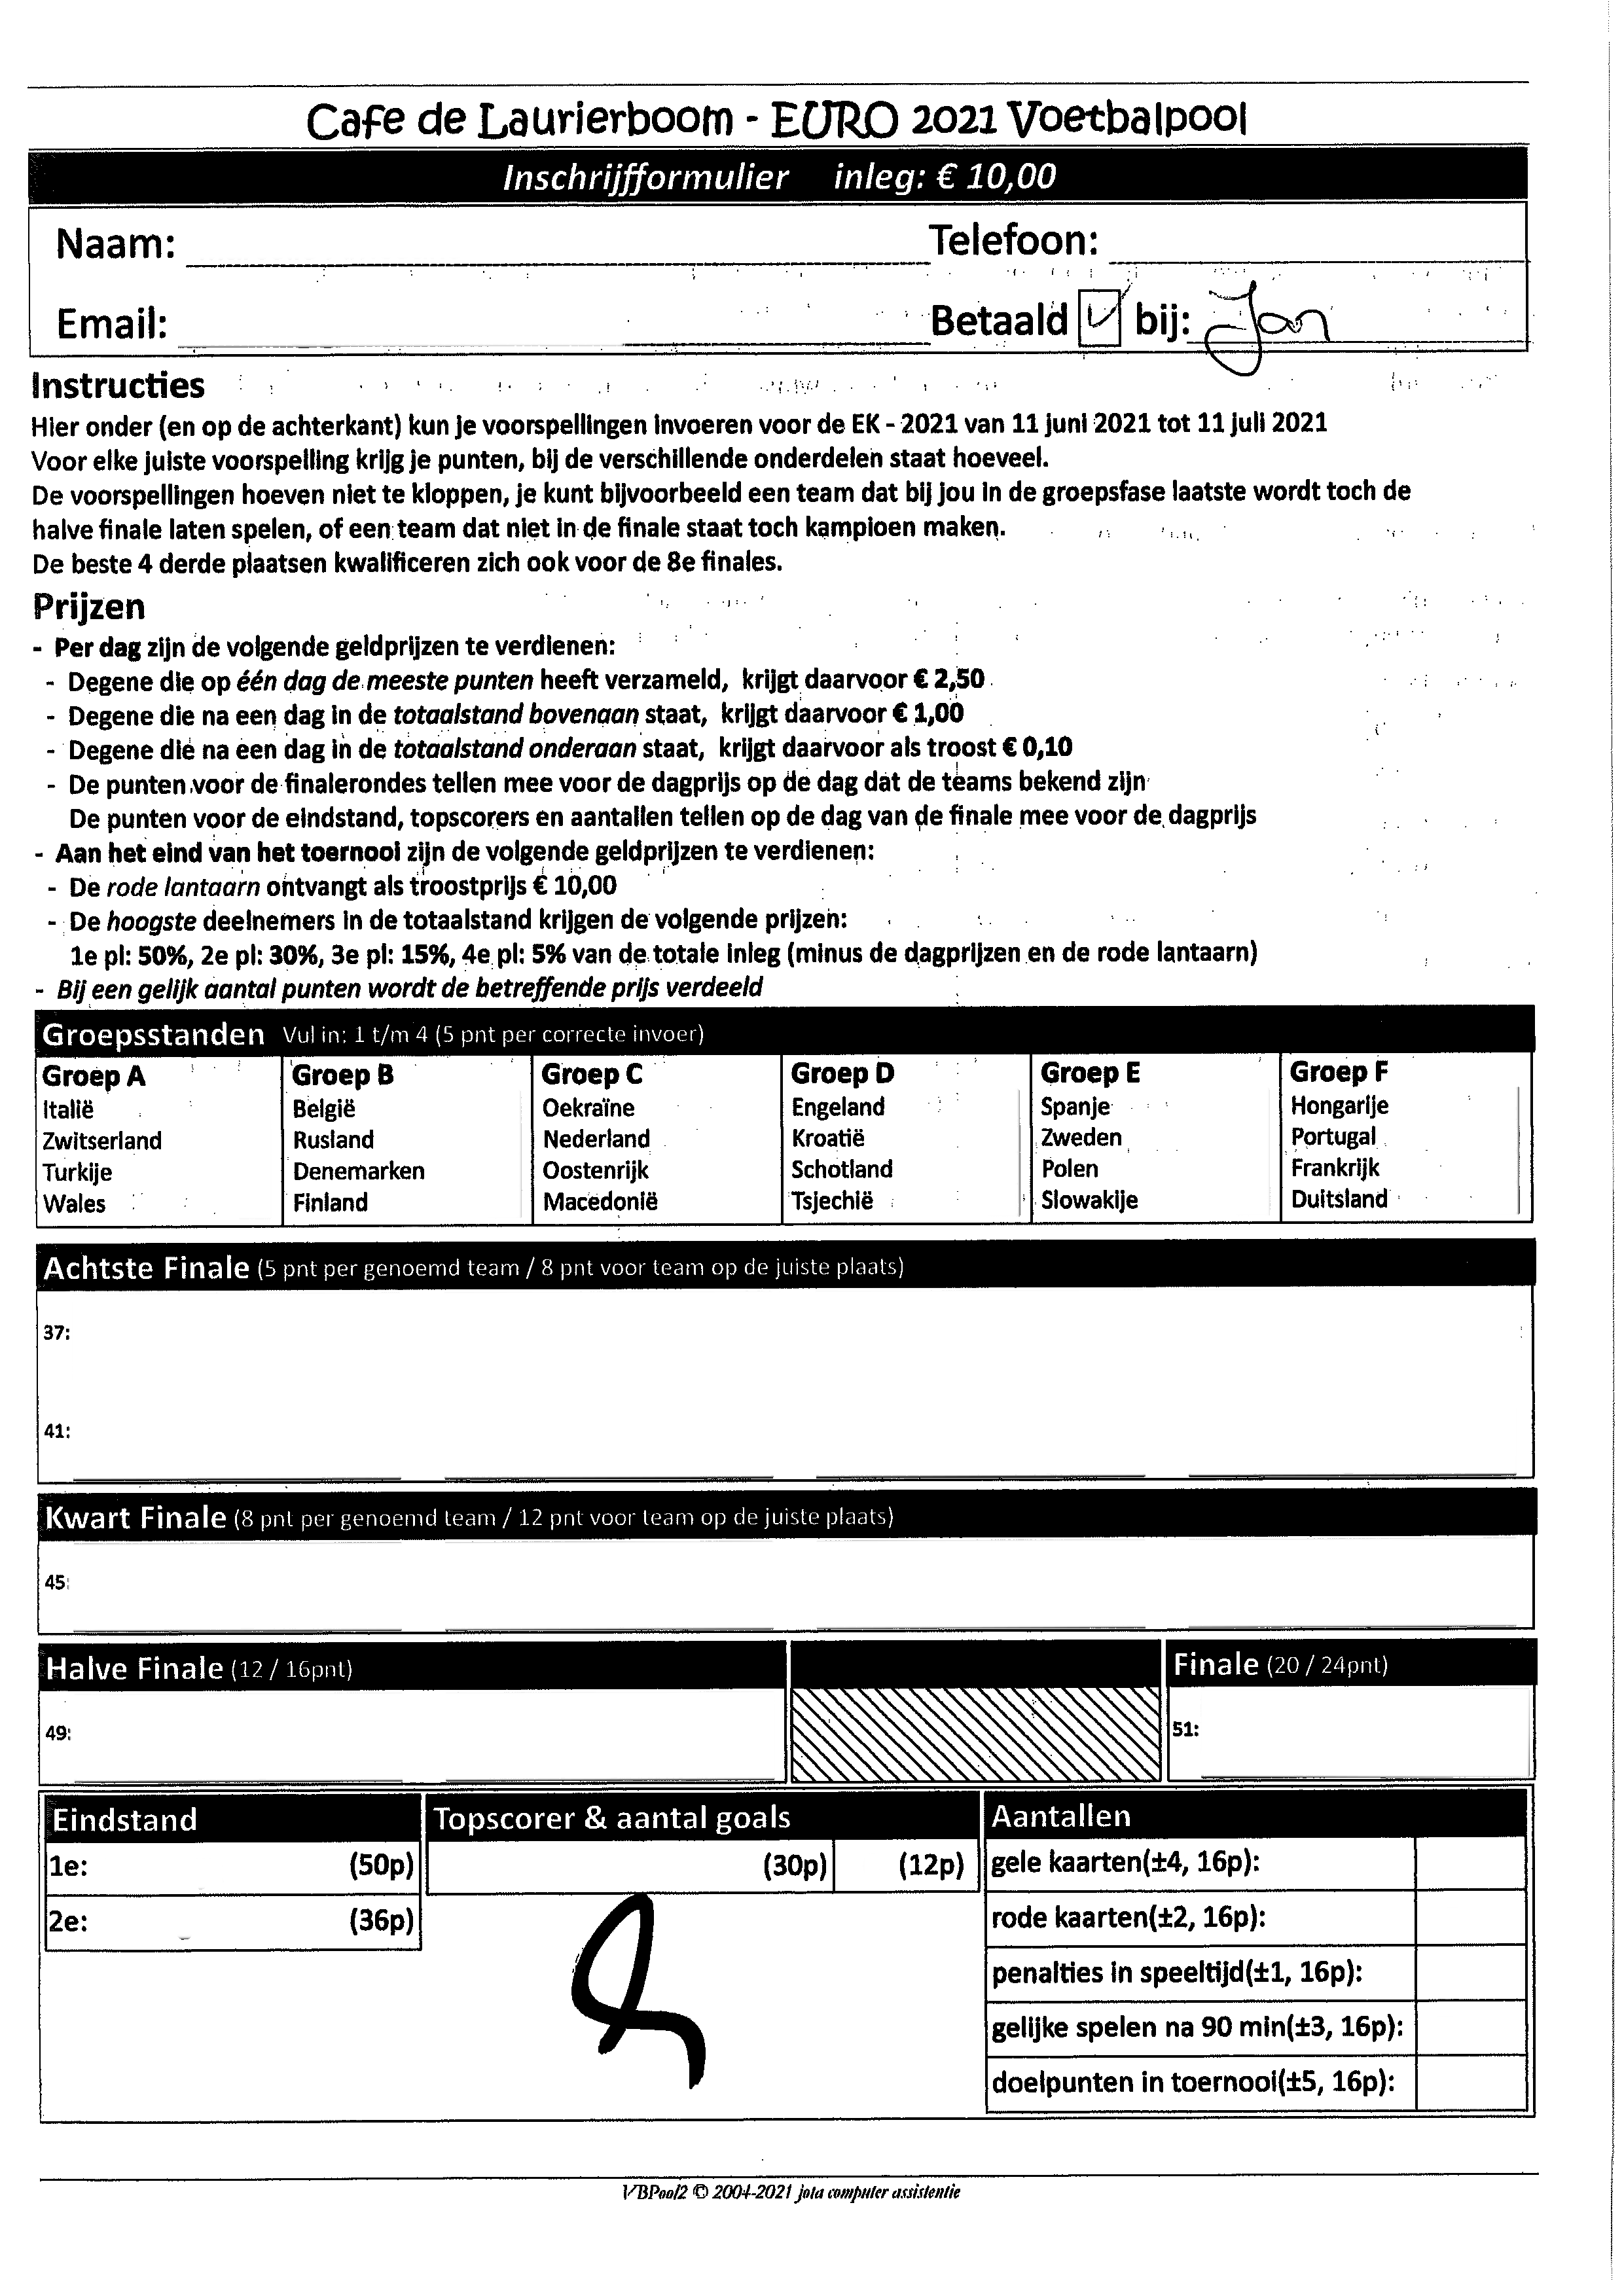 Cafe de Laurierboom - EURO 2021 Voetbalpool
Inschrijfformulier inleg: € 10,00
Naam: Telefoon:
Email: Betaald bij: Jan
Instructies
Hier onder (en op de achterkant) kun je voorspellingen invoeren voor de EK - 2021 van 11 juni 2021 tot 11 juli 2021
Voor elke juiste voorspelling krijg je punten, bij de verschillende onderdelen staat hoeveel.
De voorspellingen hoeven niet te kloppen, je kunt bijvoorbeeld een team dat bij jou in de groepsfase laatste wordt toch de
halve finale laten spelen, of een team dat niet in de finale staat toch kampioen maken.
De beste 4 derde plaatsen kwalificeren zich ook voor de 8e finales.
Prijzen
- Per dag zijn de volgende geldprijzen te verdienen:
- Degene die op één dag de meeste punten heeft verzameld, krijgt daarvoor € 2,50
- Degene die na een dag in de totaalstand bovenaan staat, krijgt daarvoor € 1,00
- Degene die na een dag in de totaalstand onderaan staat, krijgt daarvoor als troost € 0,10
- De punten voor de finalerondes tellen mee voor de dagprijs op de dag dat de teams bekend zijn
De punten voor de eindstand, topscorers en aantallen tellen op de dag van de finale mee voor de dagprijs
- Aan het eind van het toernooi zijn de volgende geldprijzen te verdienen:
- De rode lantaarn ontvangt als troostprijs € 10,00
- De hoogste deelnemers in de totaalstand krijgen de volgende prijzen:
1e pl: 50%, 2e pl: 30%, 3e pl: 15%, 4e pl: 5% van de totale inleg (minus de dagprijzen en de rode lantaarn)
- Bij een gelijk aantal punten wordt de betreffende prijs verdeeld
Groepsstanden Vul in: 1 t/m 4 (5 pnt per correcte invoer)
Groep A Groep B Groep C Groep D Groep E Groep F
Italië België Oekraïne Engeland Spanje Hongarije
Zwitserland Rusland Nederland Kroatië Zweden Portugal
Turkije Denemarken Oostenrijk Schotland Polen Frankrijk
Wales Finland Macedonië Tsjechië Slowakije Duitsland
Achtste Finale (5 pnt per genoemd team / 8 pnt voor team op de juiste plaats)
37:
41:
Kwart Finale (8 pnt per genoemd team / 12 pnt voor team op de juiste plaats)
45:
Halve Finale (12 / 16pnt) Finale (20 / 24pnt)
49: 51:
Eindstand Topscorer & aantal goals Aantallen
1e: (50p) (30p) (12p) gele kaarten(±4, 16p):
2e: (36p) rode kaarten(±2, 16p):
penalties in speeltijd(±1, 16p):
gelijke spelen na 90 min(±3, 16p):
doelpunten in toernooi(±5, 16p):
VBPool2 © 2004-2021 jota computer assistentie